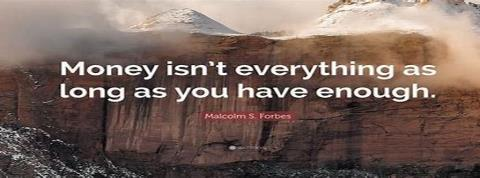 Money isn't everything as
long as you have enough.
Malcolm S. Forbes